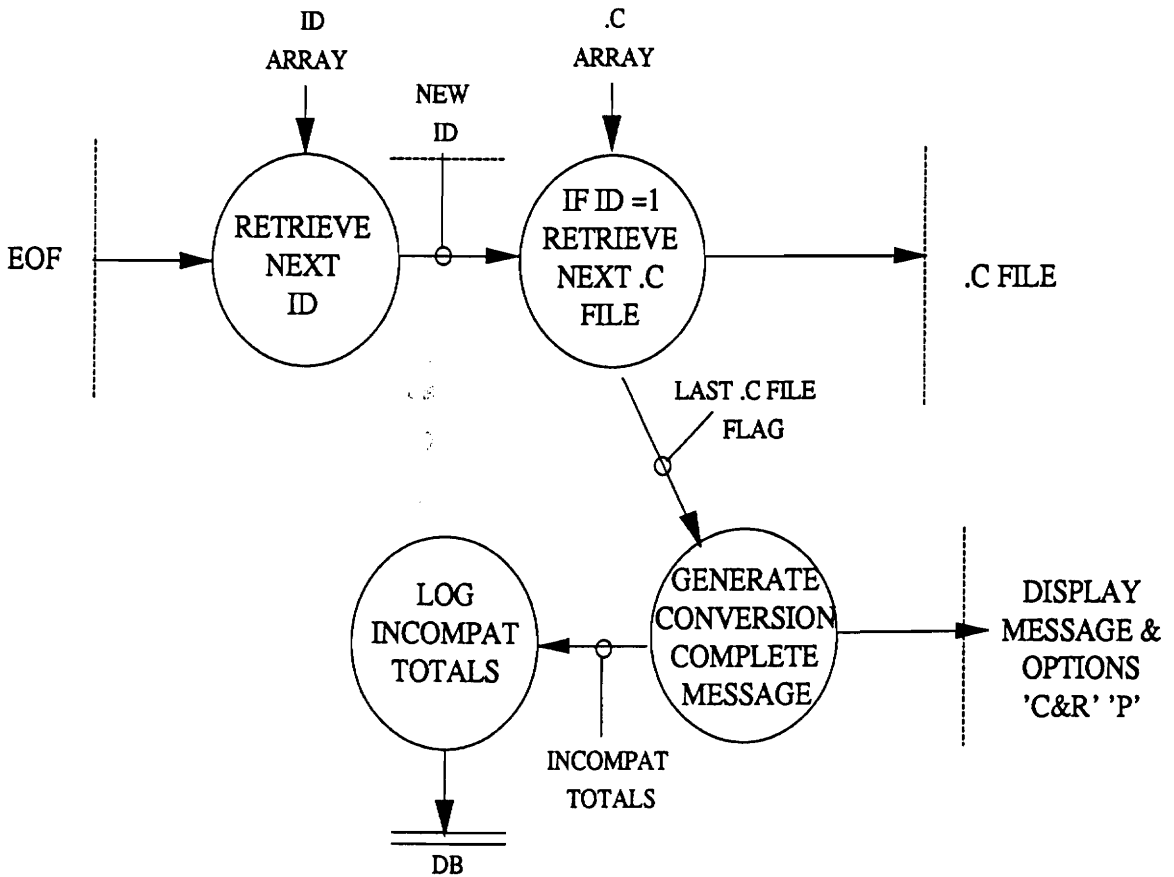 ID
ARRAY
.C
ARRAY
NEW
ID
EOF
RETRIEVE
NEXT
ID
IF ID =1
RETRIEVE
NEXT .C
FILE
.C FILE
LAST .C FILE
FLAG
LOG
INCOMPAT
TOTALS
GENERATE
CONVERSION
COMPLETE
MESSAGE
DISPLAY
MESSAGE &
OPTIONS
'C&R' 'P'
INCOMPAT
TOTALS
DB